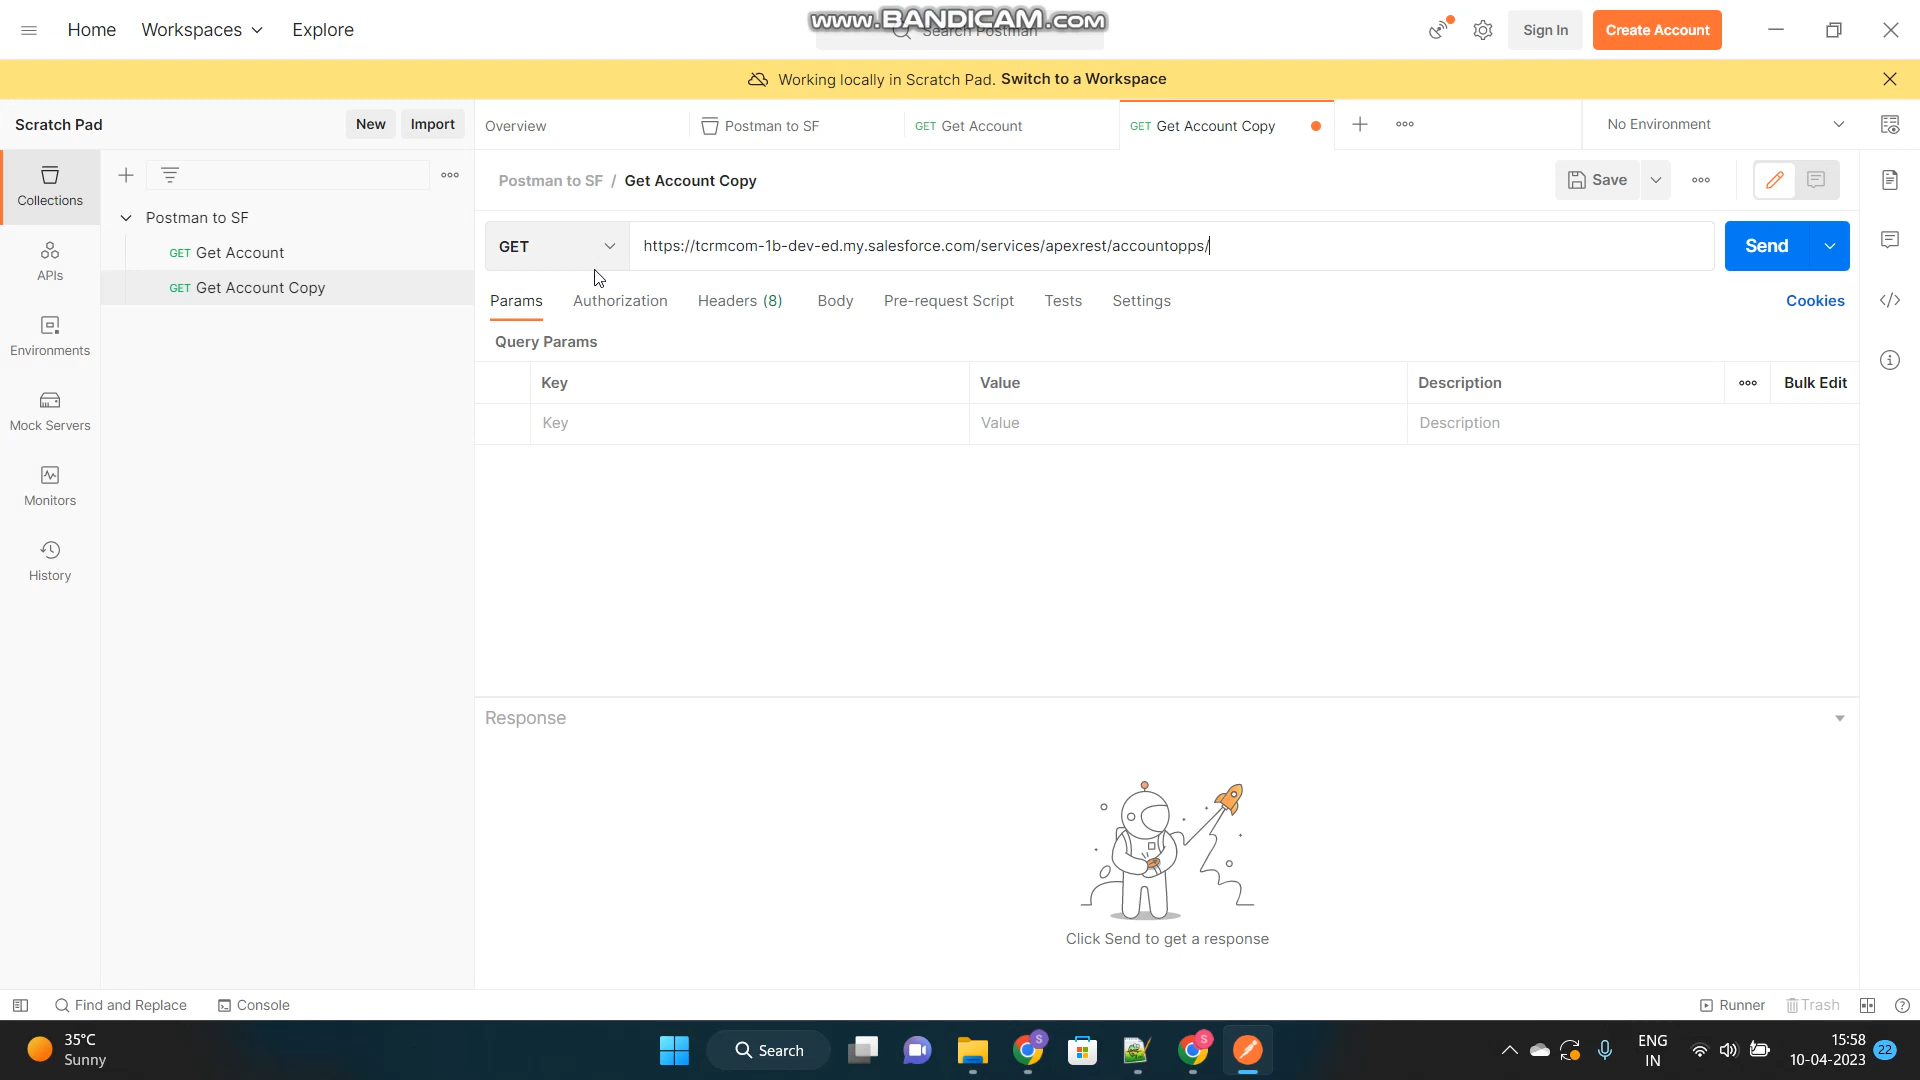 Home
Workspaces
Explore
www.BANDICAM.com
Search Postman
Sign In
Create Account
Working locally in Scratch Pad. Switch to a Workspace
Scratch Pad
New
Import
Overview
Postman to SF
GET Get Account
GET Get Account Copy
No Environment
Collections
APIs
Environments
Mock Servers
Monitors
History
Postman to SF
GET Get Account
GET Get Account Copy
Postman to SF / Get Account Copy
Save
GET
https://tcrmcom-1b-dev-ed.my.salesforce.com/services/apexrest/accountopps/
Send
Params
Authorization
Headers (8)
Body
Pre-request Script
Tests
Settings
Cookies
Query Params
Key
Value
Description
Bulk Edit
Key
Value
Description
Response
Click Send to get a response
Find and Replace
Console
Runner
Trash
35°C
Sunny
Search
S
S
ENG
IN
15:58
10-04-2023
22